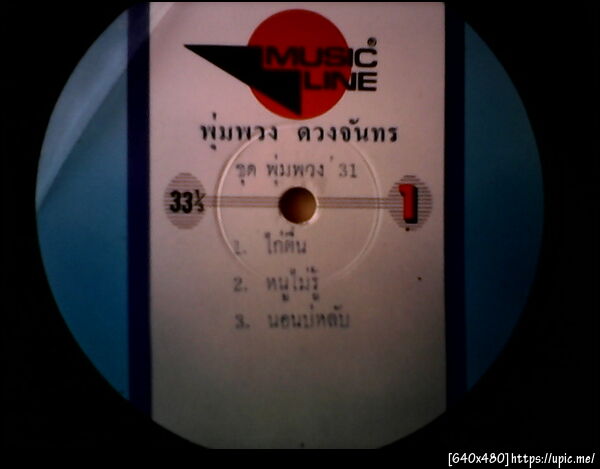 MUSIC®
LINE
พุ่มพวง ดวงจันทร
ชุด พุ่มพวง'31
33⅓
1
1. ไก่ตื่น
2. หนูไม่รู้
3. นอนบ่หลับ
[640x480]https://upic.me/